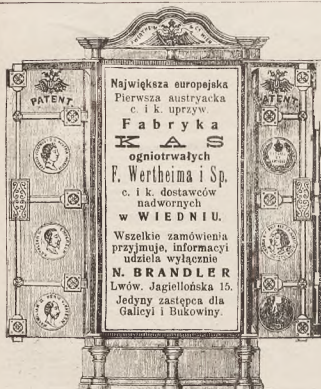 PATENT.
PATENT.
Największa europejska
Pierwsza austryacka
c. i k. uprzyw.
Fabryka
KAS
ogniotrwałych
F. Wertheima i Sp.
c. i k. dostawców
nadwornych
w WIEDNIU.
Wszelkie zamówienia
przyjmuje, informacyi
udziela wyłącznie
N. BRANDLER
Lwów. Jagiellońska 15.
Jedyny zastępca dla
Galicyi i Bukowiny.